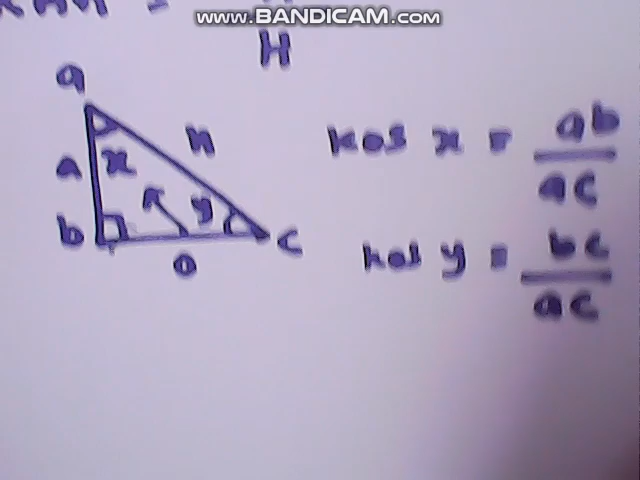 www.BANDICAM.com
H
a
H
a
x
y
b
c
o
kos x = ab
ac
kos y = bc
ac